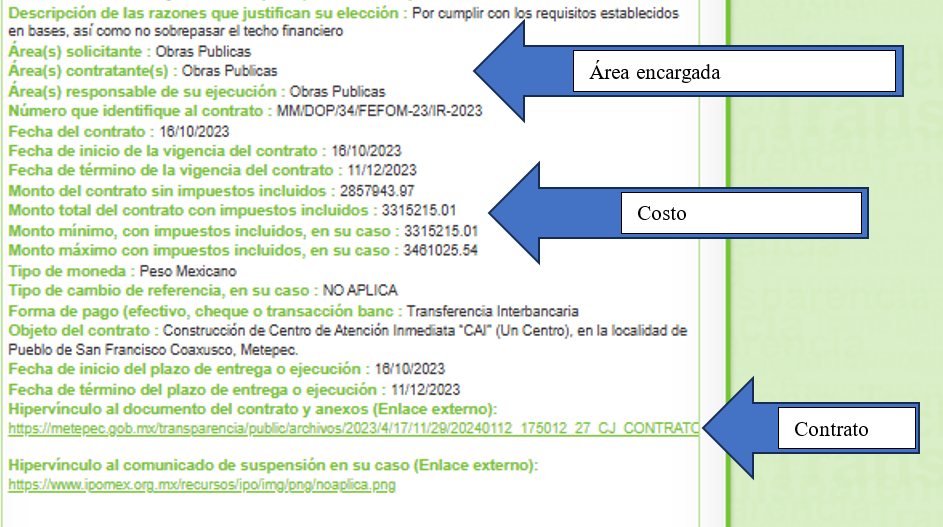 Descripción de las razones que justifican su elección : Por cumplir con los requisitos establecidos
en bases, así como no sobrepasar el techo financiero
Área(s) solicitante : Obras Publicas
Área(s) contratante(s) : Obras Publicas
Área(s) responsable de su ejecución : Obras Publicas
Número que identifique al contrato : MM/DOP/34/FEFOM-23/IR-2023
Fecha del contrato : 16/10/2023
Fecha de inicio de la vigencia del contrato : 16/10/2023
Fecha de término de la vigencia del contrato : 11/12/2023
Monto del contrato sin impuestos incluidos : 2857943.97
Monto total del contrato con impuestos incluidos : 3315215.01
Monto mínimo, con impuestos incluidos, en su caso : 3315215.01
Monto máximo con impuestos incluidos, en su caso : 3461025.54
Tipo de moneda : Peso Mexicano
Tipo de cambio de referencia, en su caso : NO APLICA
Forma de pago (efectivo, cheque o transacción banc : Transferencia Interbancaria
Objeto del contrato : Construcción de Centro de Atención Inmediata "CAI" (Un Centro), en la localidad de
Pueblo de San Francisco Coaxusco, Metepec.
Fecha de inicio del plazo de entrega o ejecución : 16/10/2023
Fecha de término del plazo de entrega o ejecución : 11/12/2023
Hipervínculo al documento del contrato y anexos (Enlace externo):
https://metepec.gob.mx/transparencia/public/archivos/2023/4/17/11/29/20240112_175012_27_CJ_CONTRATO
Hipervínculo al comunicado de suspensión en su caso (Enlace externo):
https://www.ipomex.org.mx/recursos/ipo/img/png/noaplica.png
Área encargada
Costo
Contrato